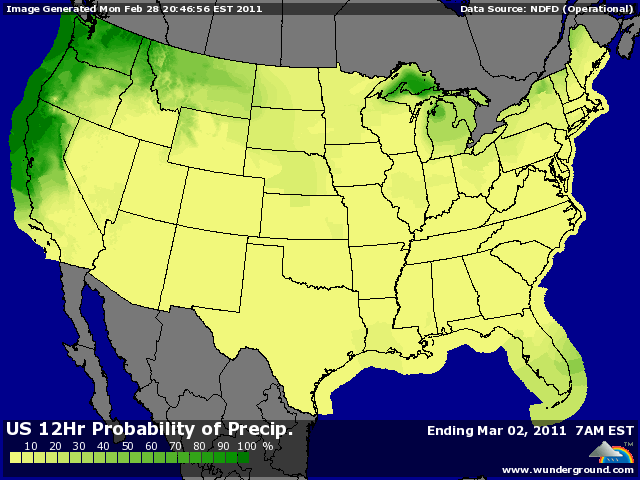 Image Generated Mon Feb 28 20:46:56 EST 2011
Data Source: NDFD (Operational)
US 12Hr Probability of Precip.
Ending Mar 02, 2011 7AM EST
10 20 30 40 50 60 70 80 90 100 %
TM
www.wunderground.com